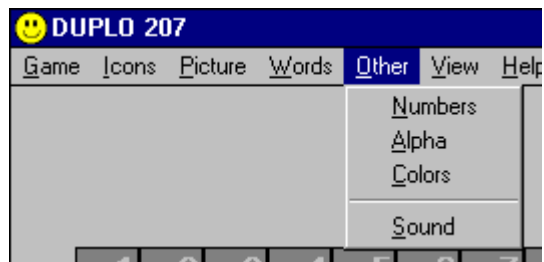 DUPLO 207
Game Icons Picture Words Other View Help
Numbers
Alpha
Colors
Sound